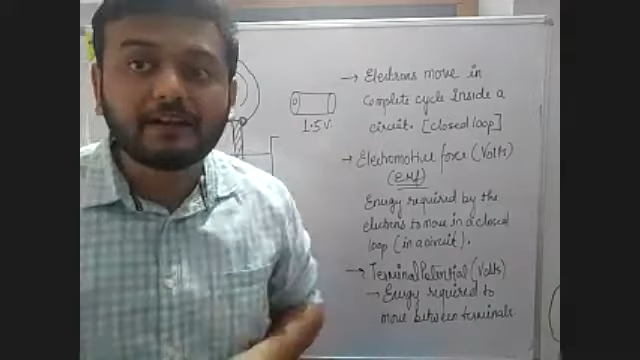 → Electrons move in
complete cycle inside a
circuit. [closed loop]
1.5 V.
→ Electromotive force (Volts)
(emf)
Energy required by the
electrons to move in a closed
loop (in a circuit).
→ Terminal Potential (Volts)
→ Energy required to
move between terminals